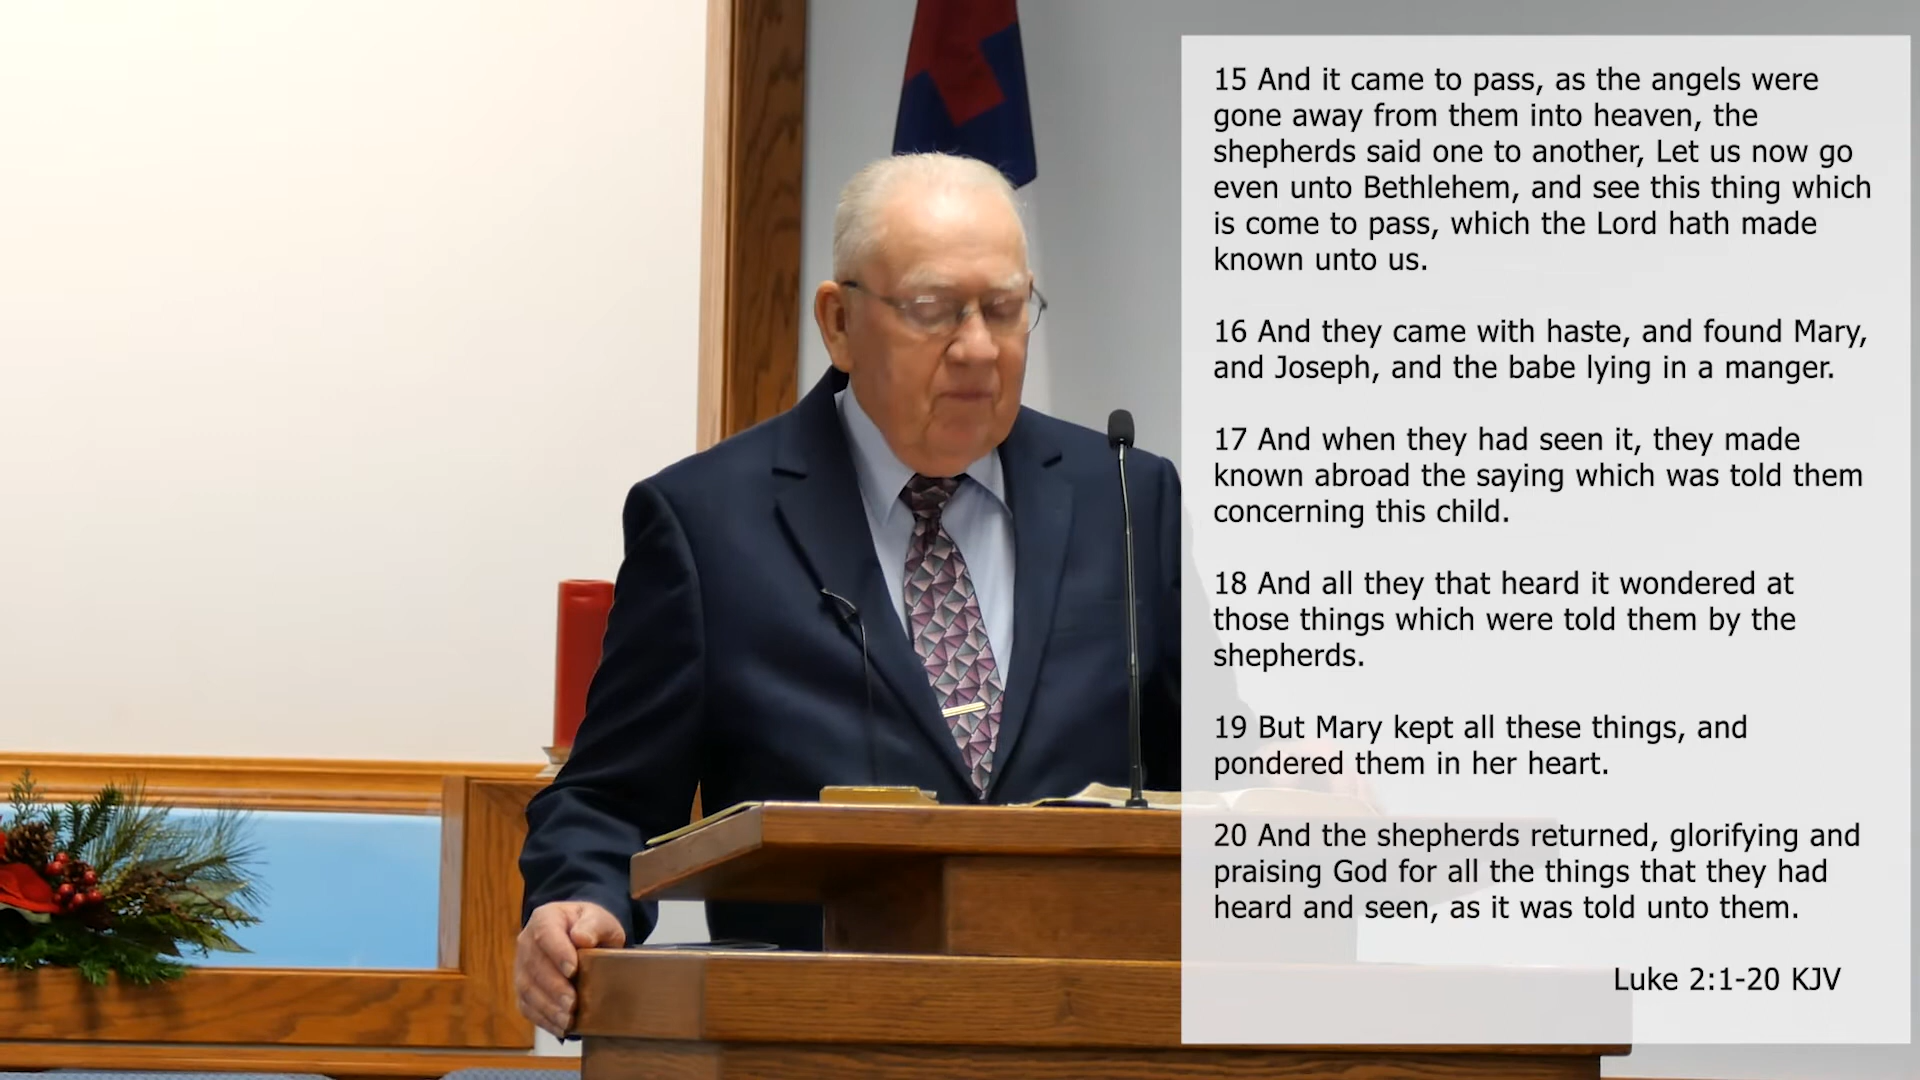 15 And it came to pass, as the angels were
gone away from them into heaven, the
shepherds said one to another, Let us now go
even unto Bethlehem, and see this thing which
is come to pass, which the Lord hath made
known unto us.
16 And they came with haste, and found Mary,
and Joseph, and the babe lying in a manger.
17 And when they had seen it, they made
known abroad the saying which was told them
concerning this child.
18 And all they that heard it wondered at
those things which were told them by the
shepherds.
19 But Mary kept all these things, and
pondered them in her heart.
20 And the shepherds returned, glorifying and
praising God for all the things that they had
heard and seen, as it was told unto them.
Luke 2:1-20 KJV